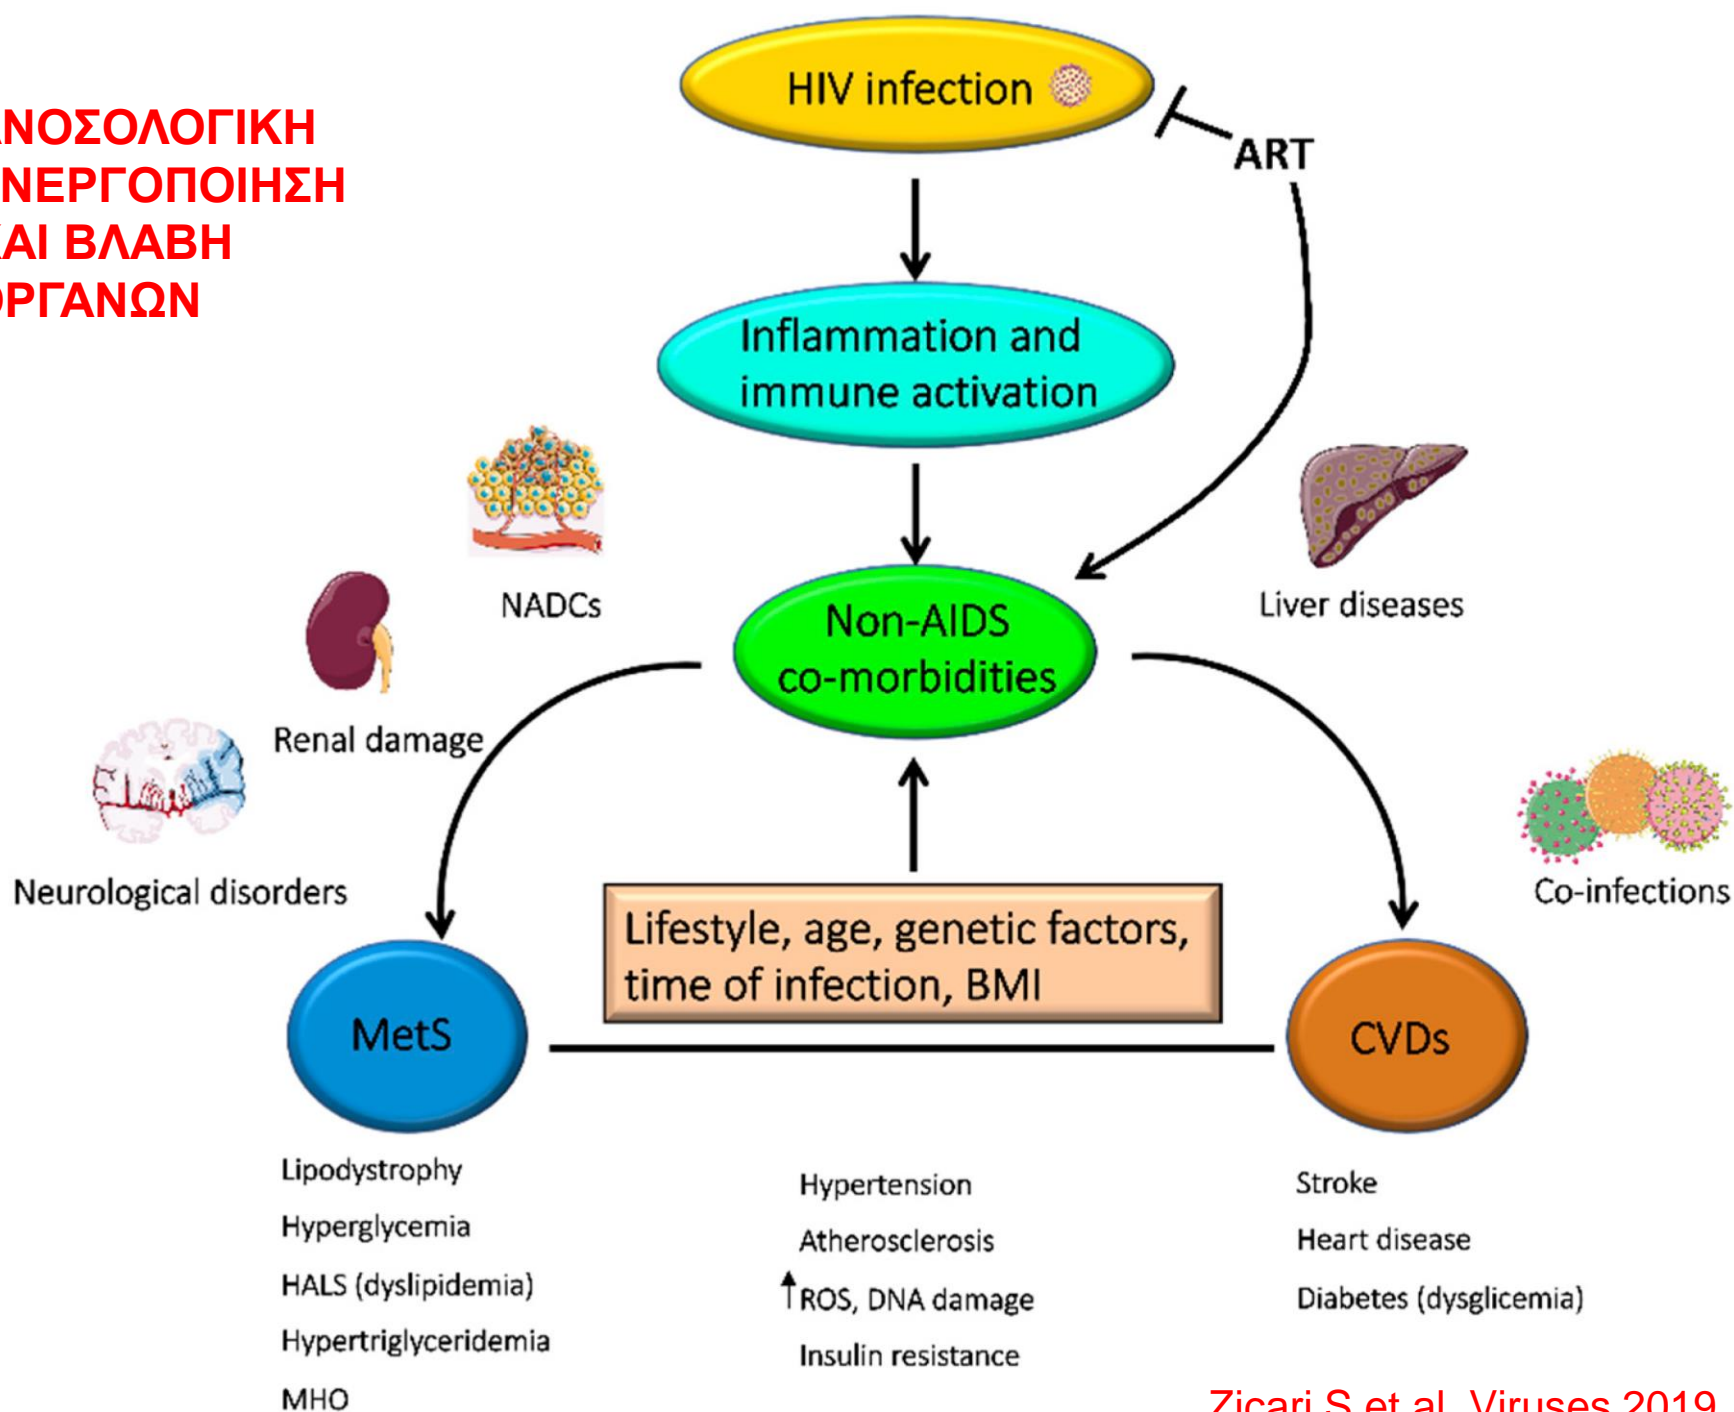 ΝΟΣΟΛΟΓΙΚΗ
ΝΕΡΓΟΠΟΙΗΣΗ
ΑΙ ΒΛΑΒΗ
ΡΓΑΝΩΝ
HIV infection
ART
Inflammation and
immune activation
NADCs
Liver diseases
Non-AIDS
co-morbidities
Renal damage
Neurological disorders
Co-infections
Lifestyle, age, genetic factors,
time of infection, BMI
MetS
CVDs
Lipodystrophy
Hyperglycemia
HALS (dyslipidemia)
Hypertriglyceridemia
MHO
Hypertension
Atherosclerosis
↑ROS, DNA damage
Insulin resistance
Stroke
Heart disease
Diabetes (dysglicemia)
Zicari S et al, Viruses 2019